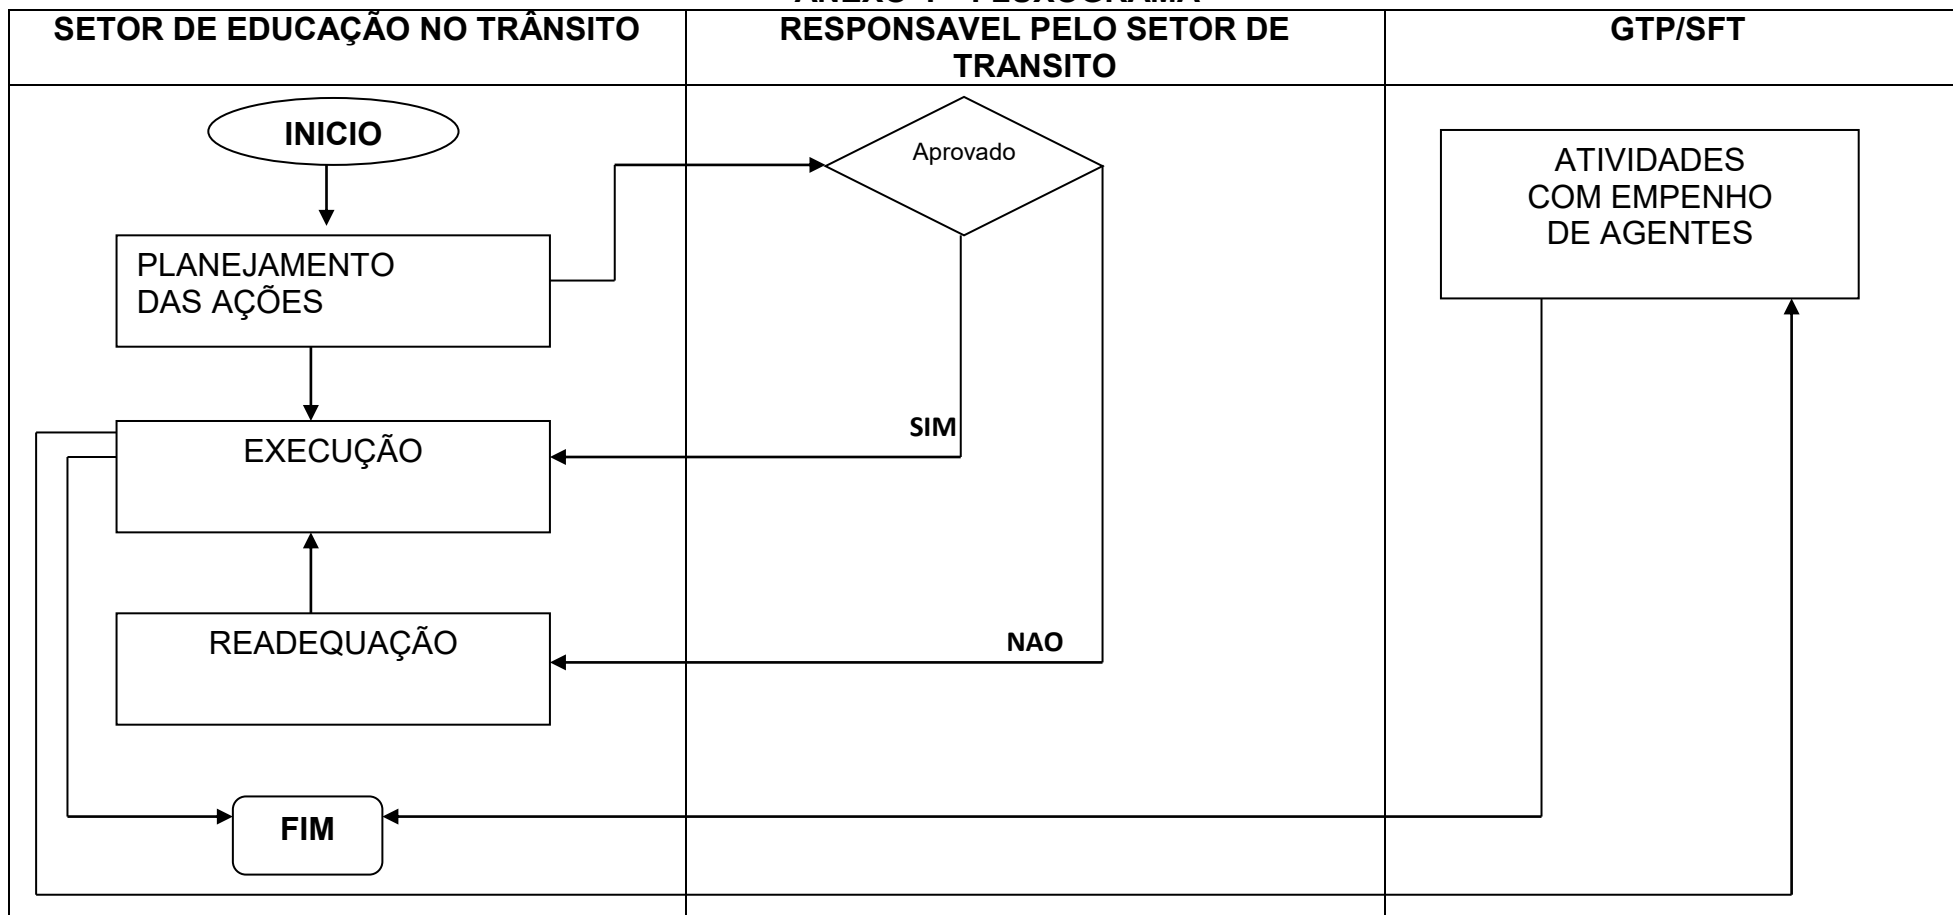 SETOR DE EDUCAÇÃO NO TRÂNSITO
RESPONSAVEL PELO SETOR DE
TRANSITO
GTP/SFT
INICIO
Aprovado
ATIVIDADES
COM EMPENHO
DE AGENTES
PLANEJAMENTO
DAS AÇÕES
SIM
EXECUÇÃO
NAO
READEQUAÇÃO
FIM